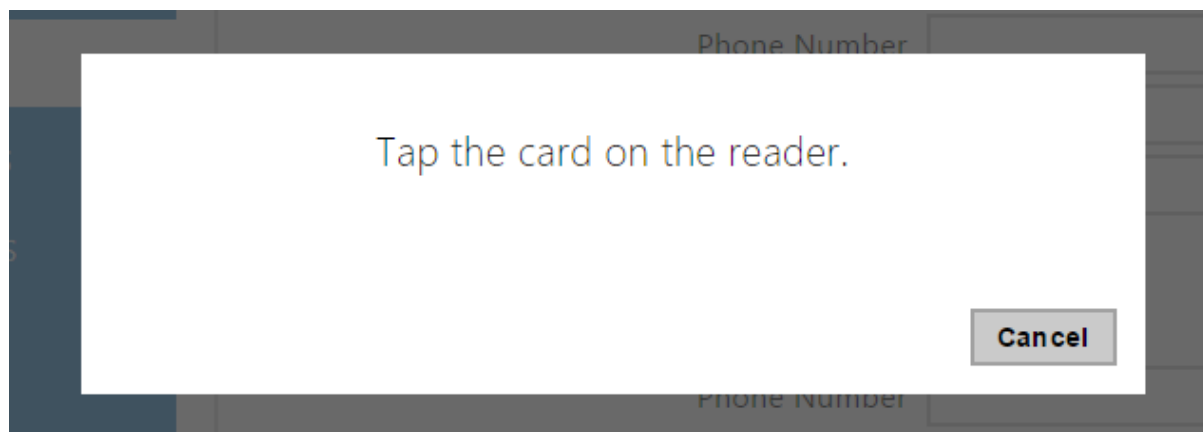 Phone Number
Tap the card on the reader.
s
Cancel
Phone Number